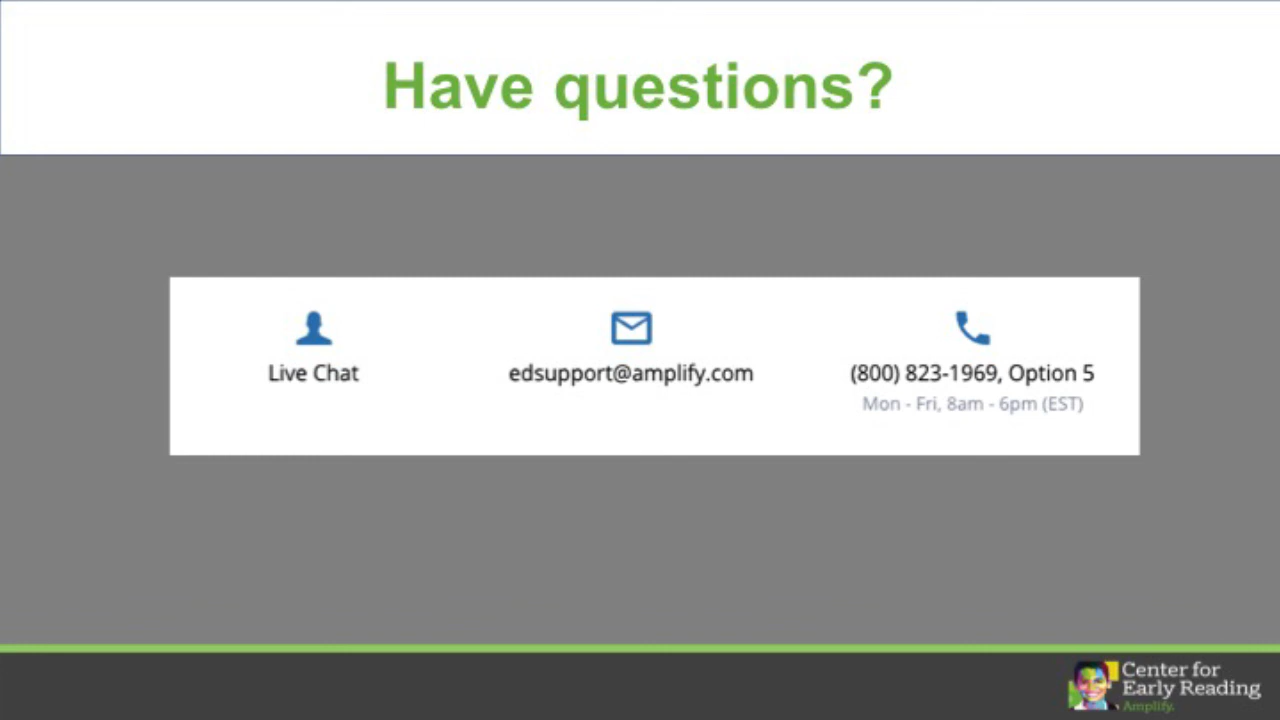 Have questions?
Live Chat
edsupport@amplify.com
(800) 823-1969, Option 5
Mon - Fri, 8am - 6pm (EST)
Center for
Early Reading
Amplify.